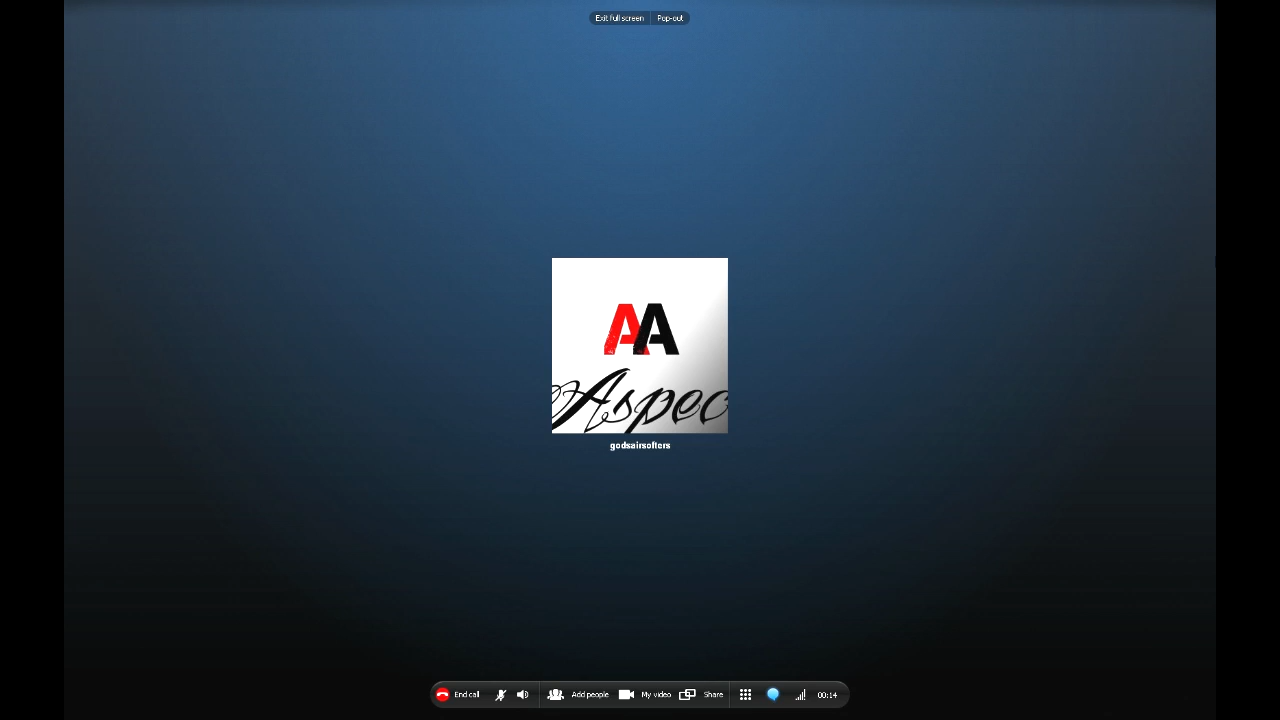 Exit full screen Pop-out
AA
Aspec
godsairsofters
End call Add people My video Share 00:14